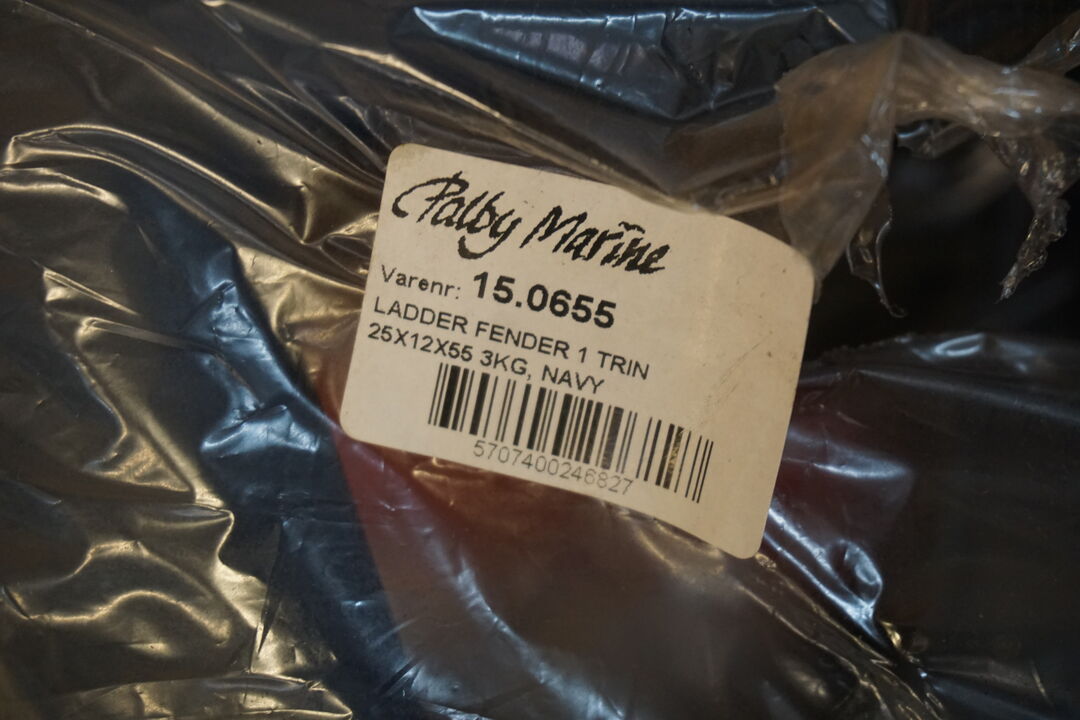 Palby Marine
Varenr: 15.0655
LADDER FENDER 1 TRIN
25X12X55 3KG, NAVY
5707400246827